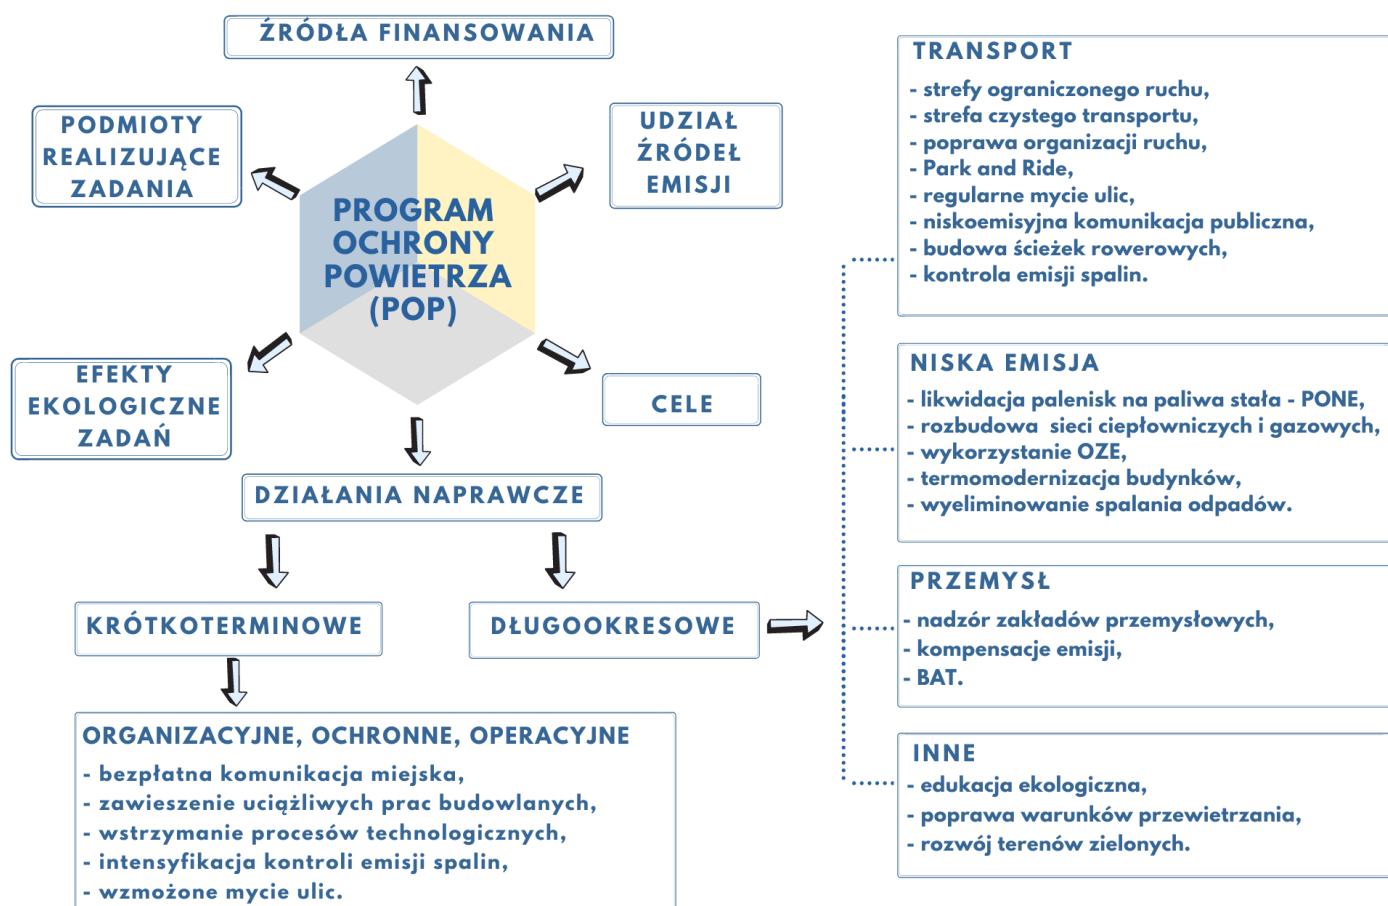 ŹRÓDŁA FINANSOWANIA
PODMIOTY
REALIZUJĄCE
ZADANIA
UDZIAŁ
ŹRÓDEŁ
EMISJI
PROGRAM
OCHRONY
POWIETRZA
(POP)
EFEKTY
EKOLOGICZNE
ZADAŃ
CELE
DZIAŁANIA NAPRAWCZE
KRÓTKOTERMINOWE
DŁUGOOKRESOWE
ORGANIZACYJNE, OCHRONNE, OPERACYJNE
- bezpłatna komunikacja miejska,
- zawieszenie uciążliwych prac budowlanych,
- wstrzymanie procesów technologicznych,
- intensyfikacja kontroli emisji spalin,
- wzmożone mycie ulic.
TRANSPORT
- strefy ograniczonego ruchu,
- strefa czystego transportu,
- poprawa organizacji ruchu,
- Park and Ride,
- regularne mycie ulic,
- niskoemisyjna komunikacja publiczna,
- budowa ścieżek rowerowych,
- kontrola emisji spalin.
NISKA EMISJA
- likwidacja palenisk na paliwa stała - PONE,
- rozbudowa sieci ciepłowniczych i gazowych,
- wykorzystanie OZE,
- termomodernizacja budynków,
- wyeliminowanie spalania odpadów.
PRZEMYSŁ
- nadzór zakładów przemysłowych,
- kompensacje emisji,
- BAT.
INNE
- edukacja ekologiczna,
- poprawa warunków przewietrzania,
- rozwój terenów zielonych.